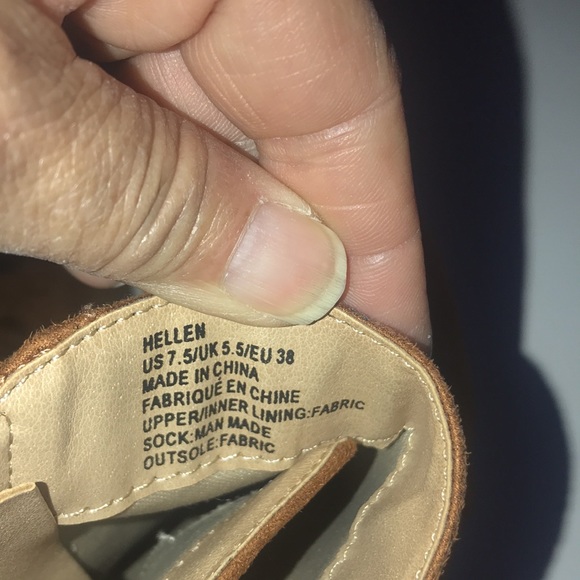 HELLEN
US 7.5/UK 5.5/EU 38
MADE IN CHINA
FABRIQUÉ EN CHINE
UPPER/INNER LINING:FABRIC
SOCK:MAN MADE
OUTSOLE:FABRIC